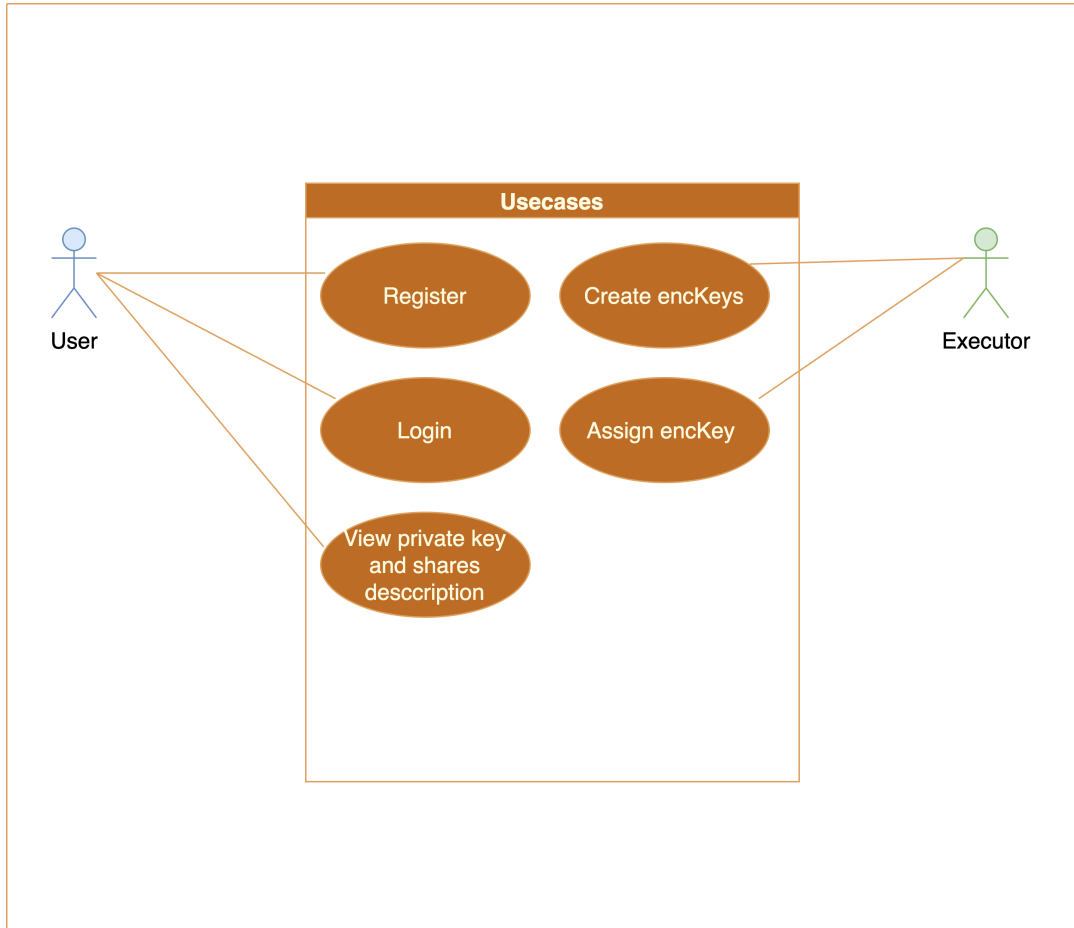 Usecases
User
Register
Create encKeys
Executor
Login
Assign encKey
View private key
and shares
desccription